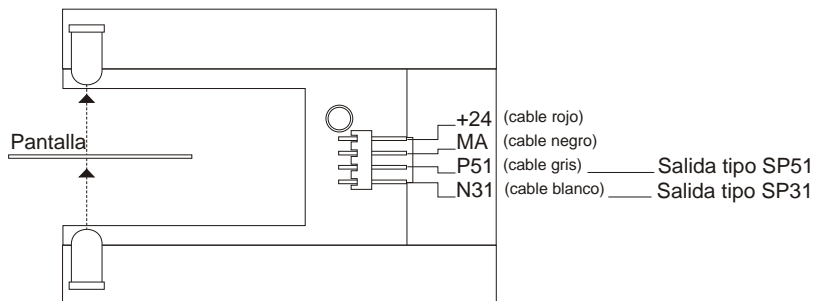 +24 (cable rojo)
Pantalla
MA (cable negro)
P51 (cable gris) Salida tipo SP51
N31 (cable blanco) Salida tipo SP31